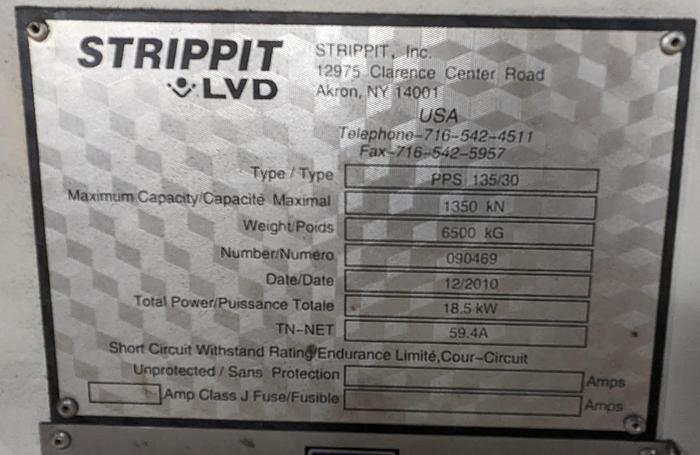 STRIPPIT
LVD
STRIPPIT, Inc.
12975 Clarence Center Road
Akron, NY 14001
USA
Telephone-716-542-4511
Fax-716-542-5957
Type / Type PPS 135/30
Maximum Capacity/Capacité Maximal 1350 kN
Weight/Poids 6500 kG
Number/Numéro 090469
Date/Date 12/2010
Total Power/Puissance Totale 18.5 kW
TN-NET 59.4A
Short Circuit Withstand Rating/Endurance Limité,Cour-Circuit
Unprotected / Sans Protection Amps
Amp Class J Fuse/Fusible Amps